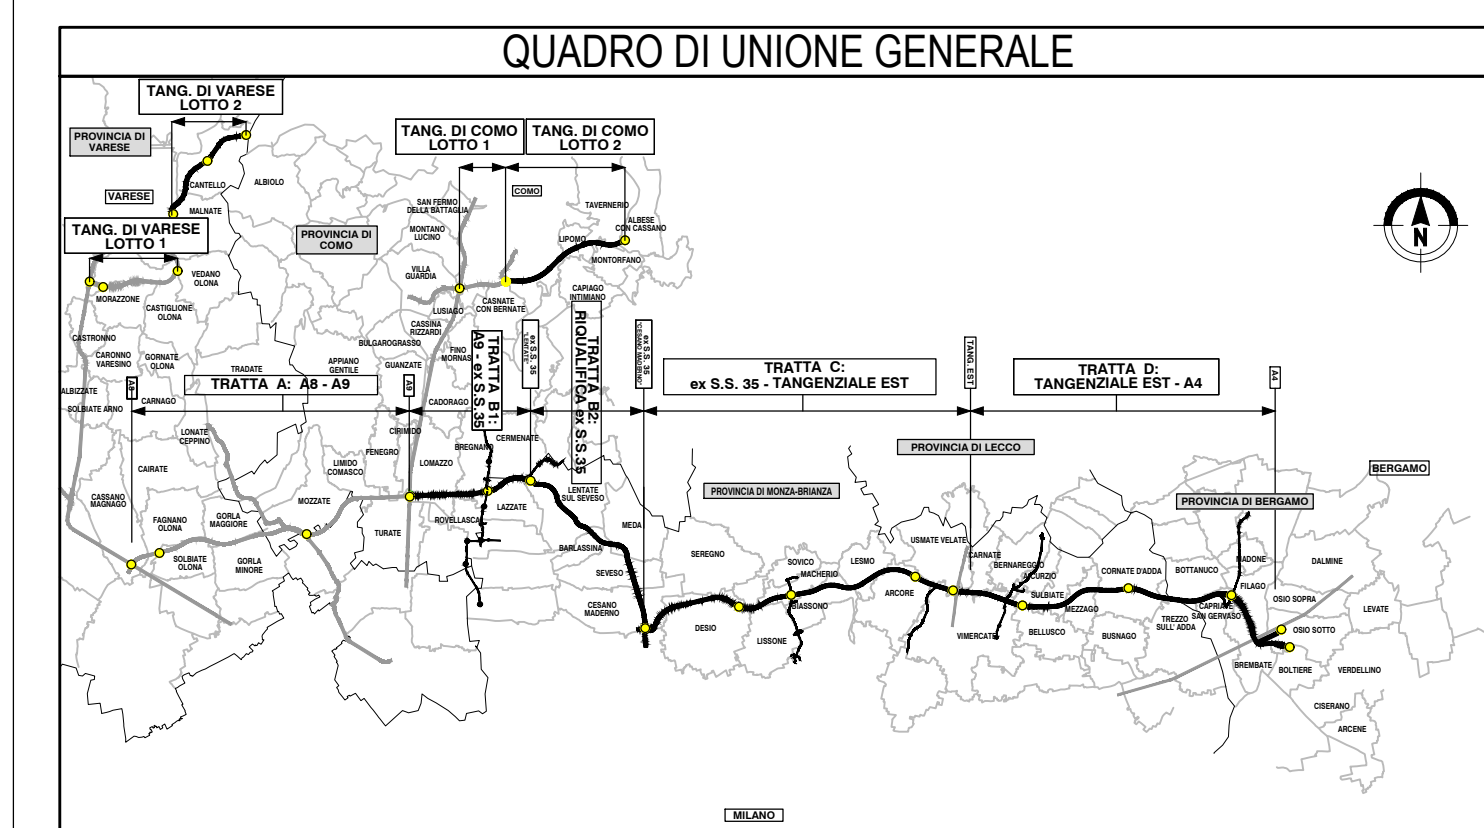 QUADRO DI UNIONE GENERALE
TANG. DI VARESE
LOTTO 2
PROVINCIA DI
VARESE
TANG. DI COMO
LOTTO 1
TANG. DI COMO
LOTTO 2
CANTELLO
ALBIOLO
VARESE
MALNATE
COMO
SAN FERMO
DELLA BATTAGLIA
TAVERNERIO
ALBESE
CON CASSANO
TANG. DI VARESE
LOTTO 1
PROVINCIA DI
COMO
MONTANO
LUCINO
LIPOMO
MONTORFANO
N
VEDANO
OLONA
VILLA
GUARDIA
MORAZZONE
CASTIGLIONE
OLONA
LUSIAGO
CASNATE
CON BERNATE
CAPIAGO
INTIMIANO
CASSINA
RIZZARDI
CASTRONNO
BULGAROGRASSO
CARONNO
VARESINO
GORNATE
OLONA
APPIANO
GENTILE
GUANZATE
FINO
MORNAS
TRADATE
TRATTA B1:
A9 - ex S.S.35
ex S.S. 35
"LENTATE"
TRATTA B2:
RIQUALIFICA ex S.S.35
ex S.S. 35
"CESANO MADERNO"
TRATTA C:
ex S.S. 35 - TANGENZIALE EST
TANG. EST
TRATTA D:
TANGENZIALE EST - A4
A4
ALBIZZATE
A8
TRATTA A: A8 - A9
A9
SOLBIATE ARNO
CARNAGO
CADORAGO
LONATE
CEPPINO
CIRIMIDO
CERMENATE
FENEGRO
BREGNANO
PROVINCIA DI LECCO
CAIRATE
LIMIDO
COMASCO
LOMAZZO
BERGAMO
CASSANO
MAGNAGO
MOZZATE
LENTATE
SUL SEVESO
PROVINCIA DI MONZA-BRIANZA
PROVINCIA DI BERGAMO
LAZZATE
FAGNANO
OLONA
GORLA
MAGGIORE
ROVELLASCA
MEDA
TURATE
USMATE VELATE
BARLASSINA
SEREGNO
CARNATE
SOLBIATE
OLONA
GORLA
MINORE
SEVESO
SOVICO
MACHERIO
LESMO
BERNAREGGIO
AICURZIO
CORNATE D'ADDA
BOTTANUCO
MADONE
DALMINE
FILAGO
ARCORE
SULBIATE
OSIO SOPRA
CESANO
MADERNO
BIASSONO
MEZZAGO
CAPRIATE
SAN GERVASO
LEVATE
DESIO
LISSONE
VIMERCATE
BELLUSCO
BUSNAGO
TREZZO
SULL' ADDA
OSIO SOTTO
BREMBATE
BOLTIERE
VERDELLINO
CISERANO
ARCENE
MILANO